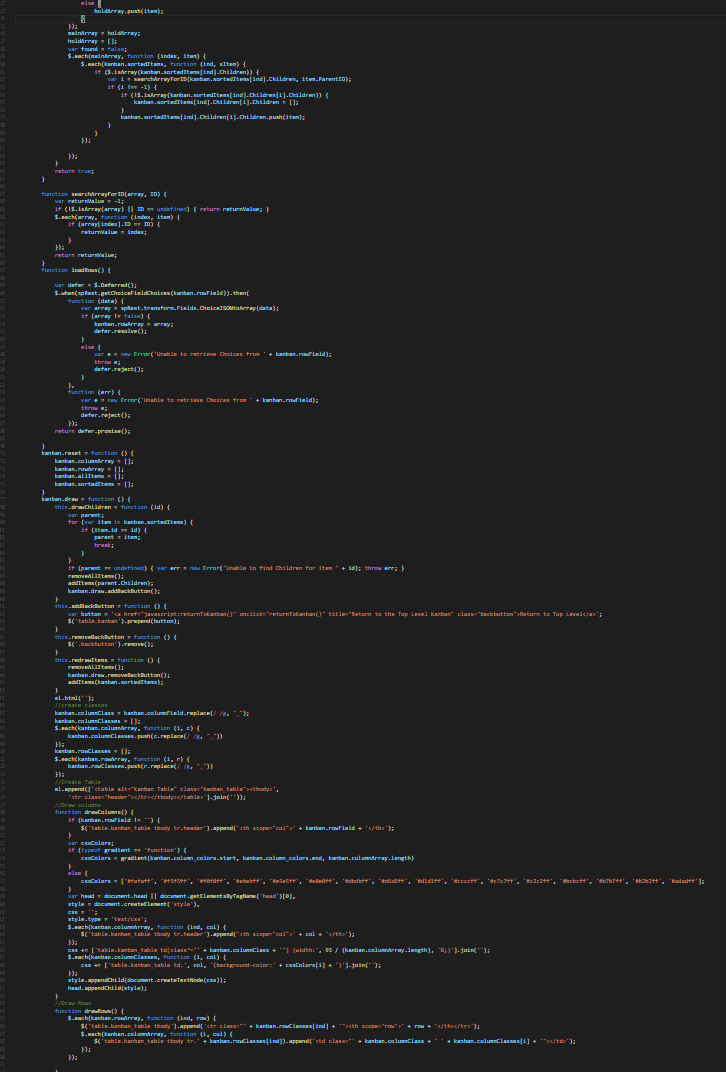 else {
holdArray.push(item);
}
});
mainArray = holdArray;
holdArray = [];
var found = false;
$.each(mainArray, function (index, item) {
$.each(kanban.sortedItems, function (ind, sItem) {
if ($.isArray(kanban.sortedItems[ind].Children)) {
var i = searchArrayForID(kanban.sortedItems[ind].Children, item.ParentID);
if (i !== -1) {
if (!$.isArray(kanban.sortedItems[ind].Children[i].Children)) {
kanban.sortedItems[ind].Children[i].Children = [];
}
kanban.sortedItems[ind].Children[i].Children.push(item);
}
}
});
});
}
return true;
}
function searchArrayForID(array, ID) {
var returnValue = -1;
if (!$.isArray(array) || ID == undefined) { return returnValue; }
$.each(array, function (index, item) {
if (array[index].ID == ID) {
returnValue = index;
}
});
return returnValue;
}
function loadRows() {
var defer = $.Deferred();
$.when(spRest.getChoiceFieldChoices(kanban.rowField)).then(
function (data) {
var array = spRest.transform.Fields.ChoiceJSONtoArray(data);
if (array != false) {
kanban.rowArray = array;
defer.resolve();
}
else {
var e = new Error('Unable to retrieve Choices from ' + kanban.rowField);
throw e;
defer.reject();
}
},
function (err) {
var e = new Error('Unable to retrieve Choices from ' + kanban.rowField);
throw e;
defer.reject();
});
return defer.promise();
}
kanban.reset = function () {
kanban.columnArray = [];
kanban.rowArray = [];
kanban.allItems = [];
kanban.sortedItems = [];
}
kanban.draw = function () {
this.drawChildren = function (id) {
var parent;
for (var item in kanban.sortedItems) {
if (item.id == id) {
parent = item;
break;
}
}
if (parent == undefined) { var err = new Error("Unable to find Children for item " + id); throw err; }
removeAllItems();
addItems(parent.Children);
kanban.draw.addBackButton();
}
this.addBackButton = function () {
var button = '<a href="javascript:returnToKanban()" onclick="returnToKanban()" title="Return to the Top Level Kanban" class="backbutton">Return to Top Level</a>';
$('table.kanban').prepend(button);
}
this.removeBackButton = function () {
$('.backbutton').remove();
}
this.redrawItems = function () {
removeAllItems();
kanban.draw.removeBackButton();
addItems(kanban.sortedItems);
}
el.html('');
//create classes
kanban.columnClass = kanban.columnField.replace(/ /g, "_");
kanban.columnClasses = [];
$.each(kanban.columnArray, function (i, c) {
kanban.columnClasses.push(c.replace(/ /g, "_"))
});
kanban.rowClasses = [];
$.each(kanban.rowArray, function (i, r) {
kanban.rowClasses.push(r.replace(/ /g, "_"))
});
//Create Table
el.append(['<table alt="Kanban Table" class="kanban_table"><tbody>',
'<tr class="header"></tr></tbody></table>'].join(''));
//Draw columns
function drawColumns() {
if (kanban.rowField != '') {
$('table.kanban_table tbody tr.header').append('<th scope="col">' + kanban.rowField + '</th>');
}
var cssColors;
if (typeof gradient == 'function') {
cssColors = gradient(kanban.column_colors.start, kanban.column_colors.end, kanban.columnArray.length)
}
else {
cssColors = ['#fafaff', '#f5f5ff', '#f0f0ff', '#ebebff', '#e5e5ff', '#e0e0ff', '#dbdbff', '#d6d6ff', '#d1d1ff', '#ccccff', '#c7c7ff', '#c2c2ff', '#bcbcff', '#b7b7ff', '#b2b2ff', '#adadff'];
}
var head = document.head || document.getElementsByTagName('head')[0],
style = document.createElement('style'),
css = '';
style.type = 'text/css';
$.each(kanban.columnArray, function (ind, col) {
$('table.kanban_table tbody tr.header').append('<th scope="col">' + col + '</th>');
});
css += ['table.kanban_table td[class^="' + kanban.columnClass + '"] {width:', 93 / (kanban.columnArray.length), '%;}'].join('');
$.each(kanban.columnClasses, function (i, col) {
css += ['table.kanban_table td.', col, '{background-color:' + cssColors[i] + '}'].join('');
});
style.appendChild(document.createTextNode(css));
head.appendChild(style);
}
//Draw Rows
function drawRows() {
$.each(kanban.rowArray, function (ind, row) {
$('table.kanban_table tbody').append('<tr class="' + kanban.rowClasses[ind] + '"><th scope="row">' + row + '</th></tr>');
$.each(kanban.columnArray, function (i, col) {
$('table.kanban_table tbody tr.' + kanban.rowClasses[ind]).append('<td class="' + kanban.columnClass + ' ' + kanban.columnClasses[i] + '"></td>');
});
});